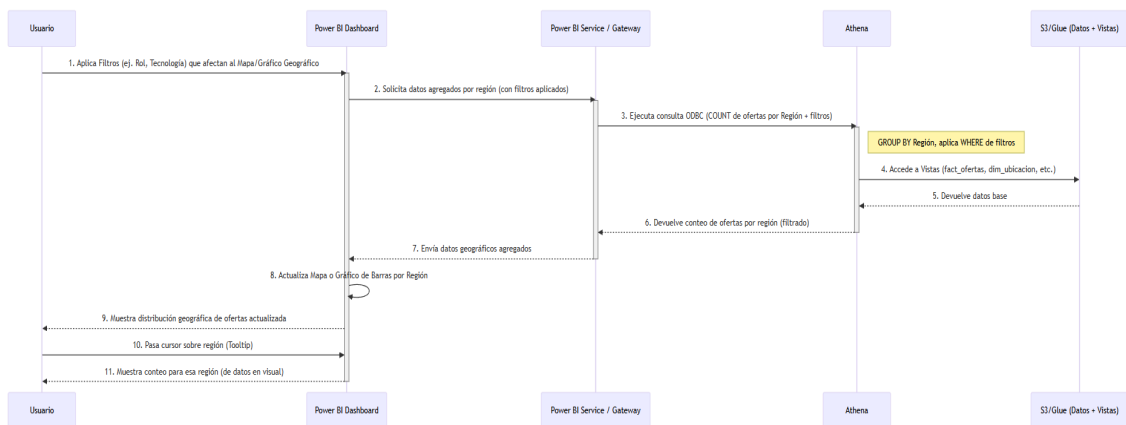 Usuario
Power BI Dashboard
Power BI Service / Gateway
Athena
S3/Glue (Datos + Vistas)
1. Aplica Filtros (ej. Rol, Tecnología) que afectan al Mapa/Gráfico Geográfico
2. Solicita datos agregados por región (con filtros aplicados)
3. Ejecuta consulta ODBC (COUNT de ofertas por Región + filtros)
GROUP BY Región, aplica WHERE de filtros
4. Accede a Vistas (fact_ofertas, dim_ubicacion, etc.)
5. Devuelve datos base
6. Devuelve conteo de ofertas por región (filtrado)
7. Envía datos geográficos agregados
8. Actualiza Mapa o Gráfico de Barras por Región
9. Muestra distribución geográfica de ofertas actualizada
10. Pasa cursor sobre región (Tooltip)
11. Muestra conteo para esa región (de datos en visual)
Usuario
Power BI Dashboard
Power BI Service / Gateway
Athena
S3/Glue (Datos + Vistas)